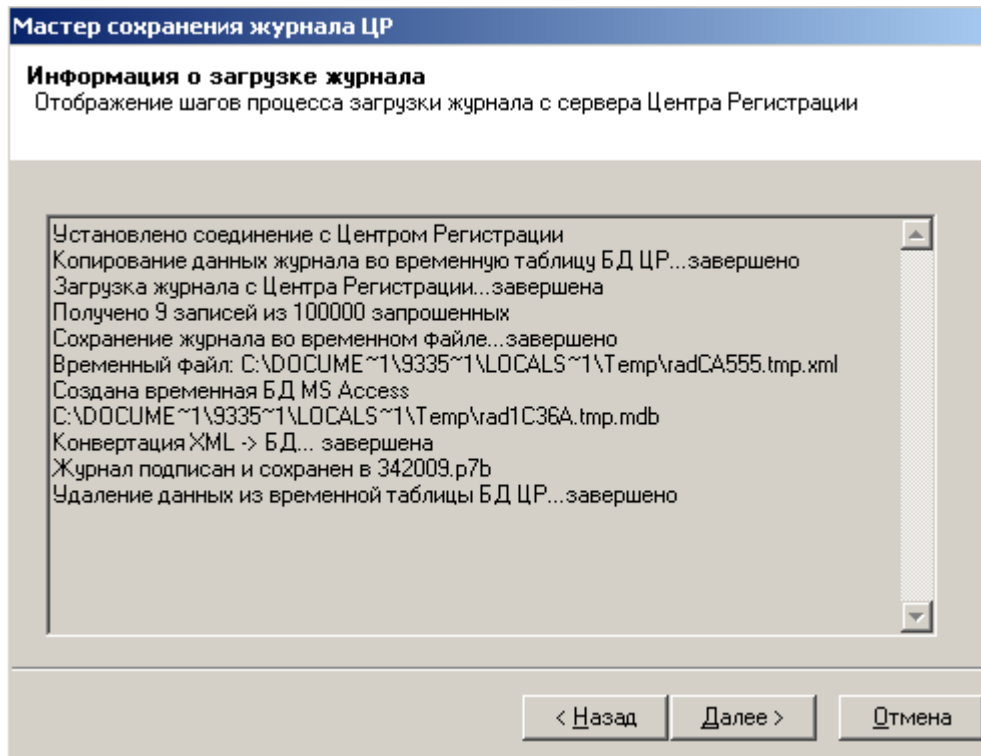 Мастер сохранения журнала ЦР
Информация о загрузке журнала
Отображение шагов процесса загрузки журнала с сервера Центра Регистрации
Установлено соединение с Центром Регистрации
Копирование данных журнала во временную таблицу БД ЦР...завершено
Загрузка журнала с Центра Регистрации...завершена
Получено 9 записей из 100000 запрошенных
Сохранение журнала во временном файле...завершено
Временный файл: C:\DOCUME~1\9335~1\LOCALS~1\Temp\radCA555.tmp.xml
Создана временная БД MS Access
C:\DOCUME~1\9335~1\LOCALS~1\Temp\rad1C36A.tmp.mdb
Конвертация XML -> БД... завершена
Журнал подписан и сохранен в 342009.p7b
Удаление данных из временной таблицы БД ЦР...завершено
< Назад Далее > Отмена